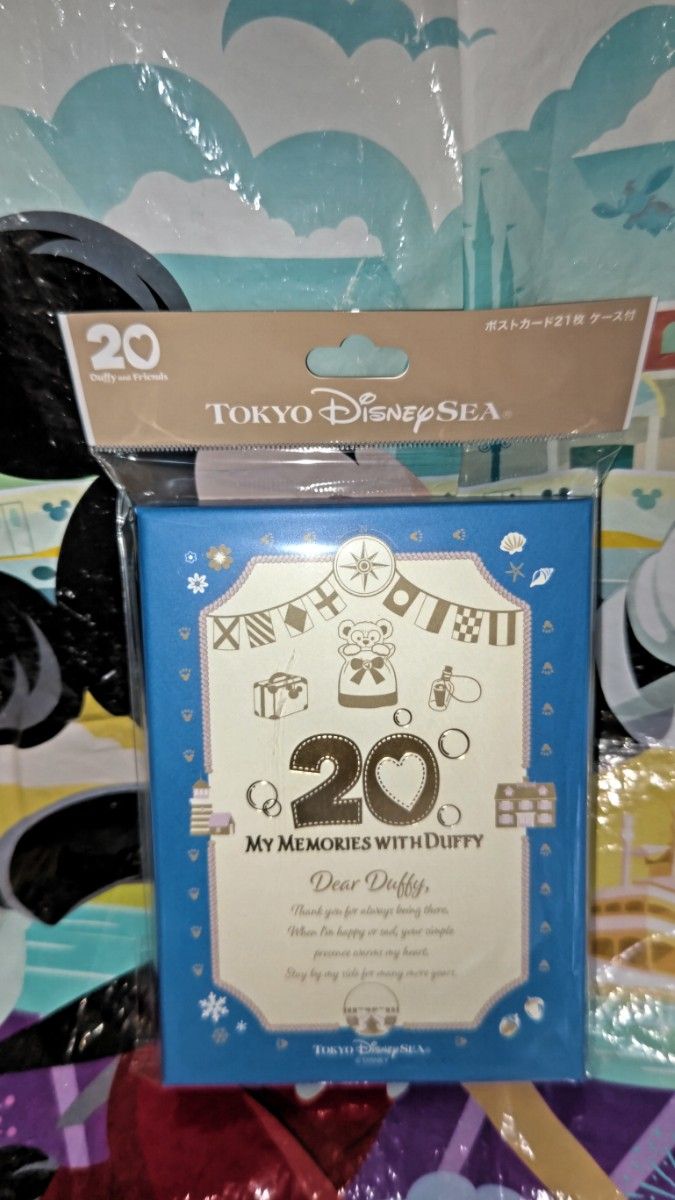 20
Duffy and Friends
ポストカード21枚 ケース付
TOKYO DISNEYSEA®
20
MY MEMORIES WITH DUFFY
Dear Duffy,
Thank you for always being there.
When I'm happy or sad, your simple
presence warms my heart.
Stay by my side for many more years.
TOKYO DISNEYSEA®
©DISNEY